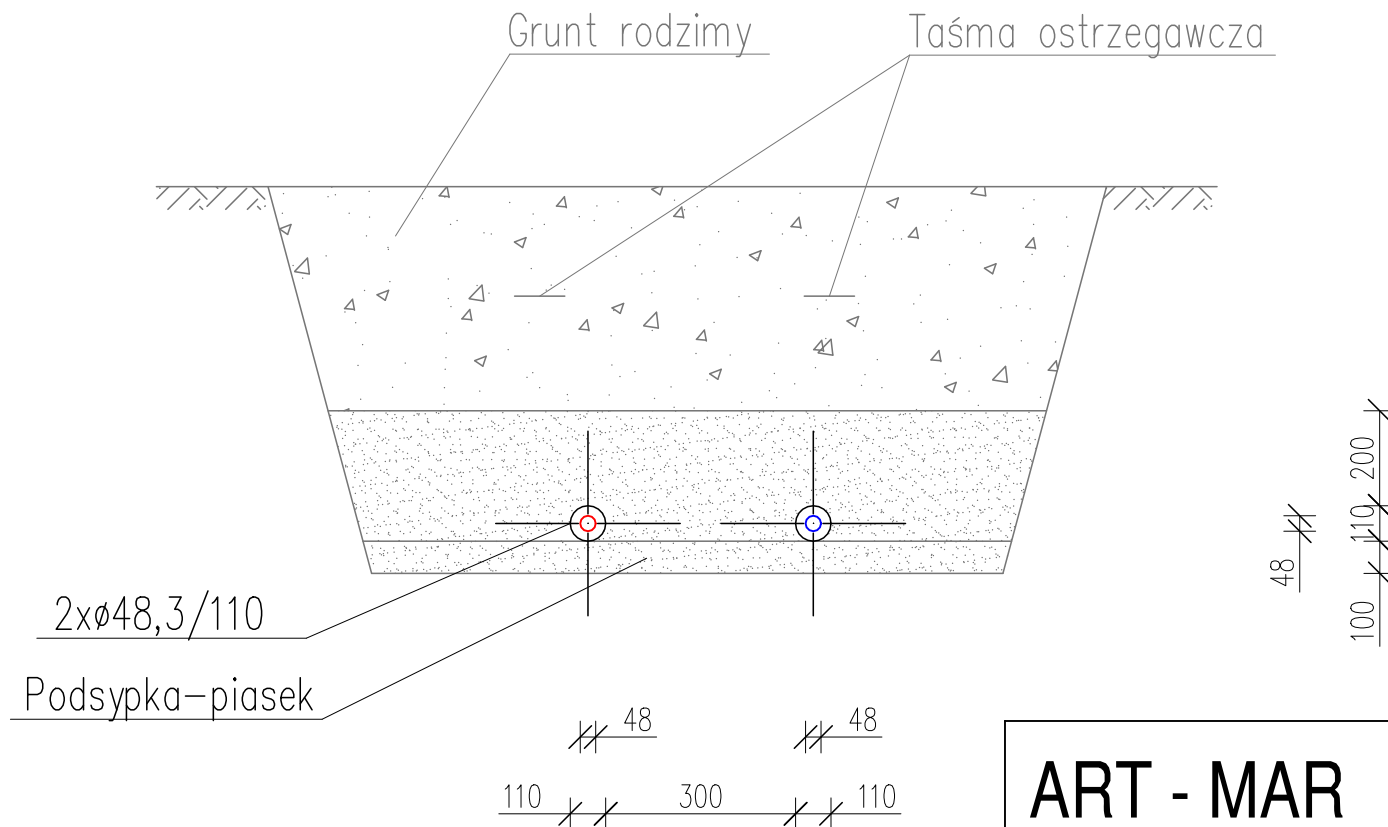 Grunt rodzimy
Taśma ostrzegawcza
200
110
48
100
2xø48,3/110
Podsypka-piasek
48
48
110
300
110
ART - MAR